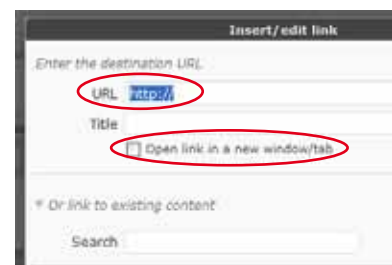 Insert/edit link
Enter the destination URL
URL http://
Title
Open link in a new window/tab
Or link to existing content
Search